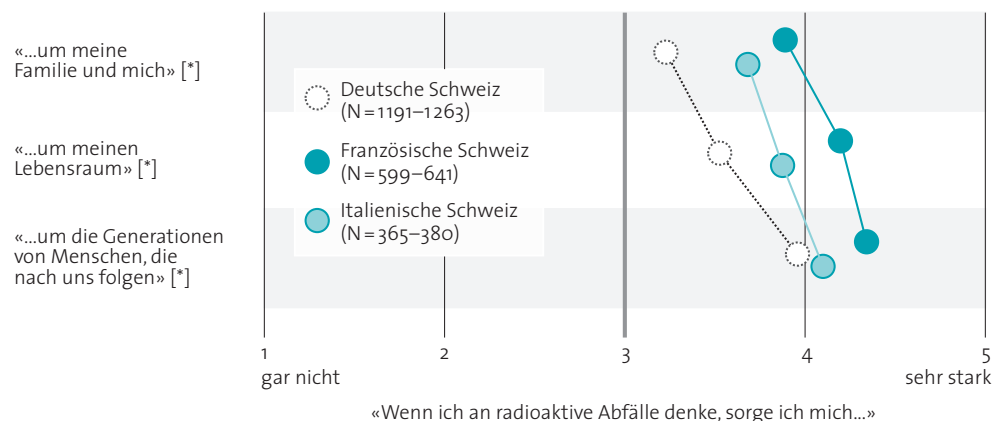 «...um meine
Familie und mich» [*]
Deutsche Schweiz
(N=1191–1263)
«...um meinen
Lebensraum» [*]
Französische Schweiz
(N=599–641)
Italienische Schweiz
(N=365–380)
«...um die Generationen
von Menschen, die
nach uns folgen» [*]
1 2 3 4 5
gar nicht sehr stark
«Wenn ich an radioaktive Abfälle denke, sorge ich mich...»